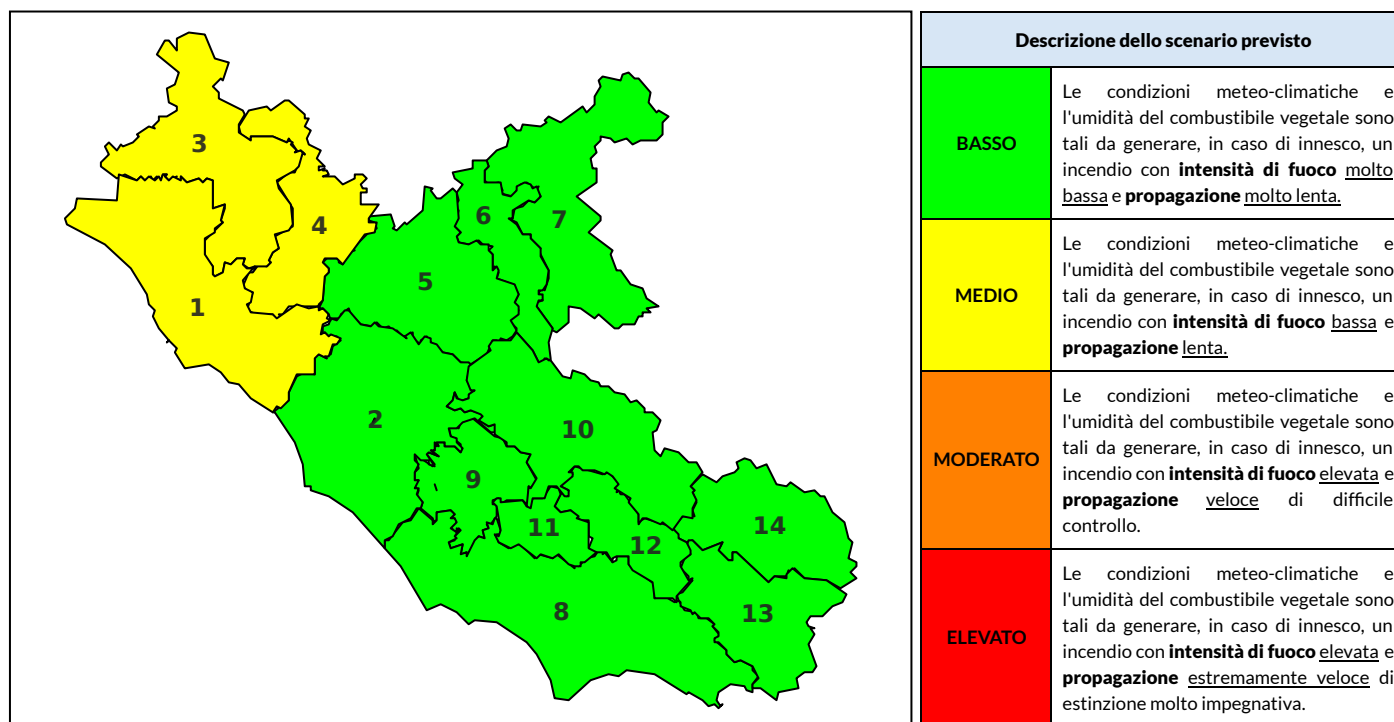 3
4
6
7
5
1
2
10
9
11
12
14
8
13
Descrizione dello scenario previsto
BASSO
Le condizioni meteo-climatiche e
l'umidità del combustibile vegetale sono
tali da generare, in caso di innesco, un
incendio con intensità di fuoco molto
bassa e propagazione molto lenta.
MEDIO
Le condizioni meteo-climatiche e
l'umidità del combustibile vegetale sono
tali da generare, in caso di innesco, un
incendio con intensità di fuoco bassa e
propagazione lenta.
MODERATO
Le condizioni meteo-climatiche e
l'umidità del combustibile vegetale sono
tali da generare, in caso di innesco, un
incendio con intensità di fuoco elevata e
propagazione veloce di difficile
controllo.
ELEVATO
Le condizioni meteo-climatiche e
l'umidità del combustibile vegetale sono
tali da generare, in caso di innesco, un
incendio con intensità di fuoco elevata e
propagazione estremamente veloce di
estinzione molto impegnativa.